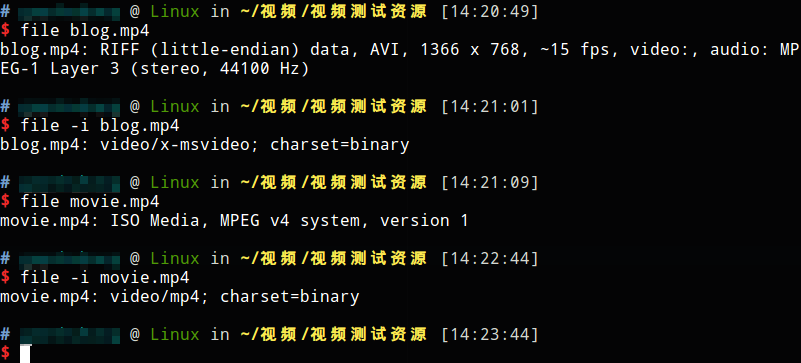 # @ Linux in ~/视频/视频测试资源 [14:20:49]
$ file blog.mp4
blog.mp4: RIFF (little-endian) data, AVI, 1366 x 768, ~15 fps, video:, audio: MP
EG-1 Layer 3 (stereo, 44100 Hz)
# @ Linux in ~/视频/视频测试资源 [14:21:01]
$ file -i blog.mp4
blog.mp4: video/x-msvideo; charset=binary
# @ Linux in ~/视频/视频测试资源 [14:21:09]
$ file movie.mp4
movie.mp4: ISO Media, MPEG v4 system, version 1
# @ Linux in ~/视频/视频测试资源 [14:22:44]
$ file -i movie.mp4
movie.mp4: video/mp4; charset=binary
# @ Linux in ~/视频/视频测试资源 [14:23:44]
$